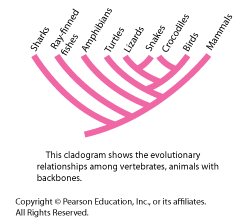 Sharks
Ray-finned
fishes
Amphibians
Turtles
Lizards
Snakes
Crocodiles
Birds
Mammals
This cladogram shows the evolutionary
relationships among vertebrates, animals with
backbones.
Copyright © Pearson Education, Inc., or its affiliates.
All Rights Reserved.